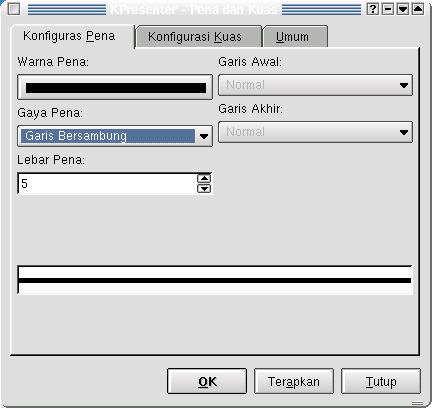 KPresenter - Pena dan Kuas
Konfiguras Pena
Konfigurasi Kuas
Umum
Warna Pena:
Garis Awal:
Normal
Gaya Pena:
Garis Akhir:
Garis Bersambung
Normal
Lebar Pena:
5
OK
Terapkan
Tutup